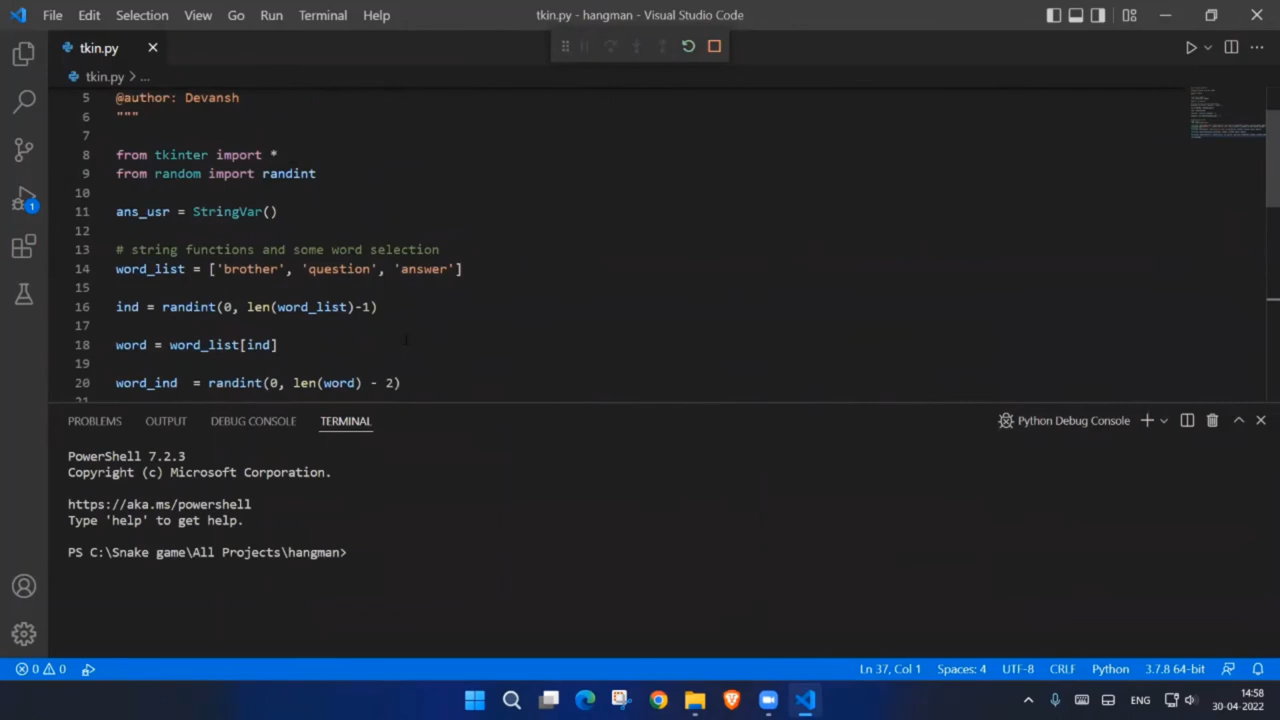 File Edit Selection View Go Run Terminal Help tkin.py - hangman - Visual Studio Code
tkin.py
tkin.py > ...
5 @author: Devansh
6 """
7
8 from tkinter import *
9 from random import randint
10
11 ans_usr = StringVar()
12
13 # string functions and some word selection
14 word_list = ['brother', 'question', 'answer']
15
16 ind = randint(0, len(word_list)-1)
17
18 word = word_list[ind]
19
20 word_ind  = randint(0, len(word) - 2)
21
1
PROBLEMS OUTPUT DEBUG CONSOLE TERMINAL Python Debug Console
PowerShell 7.2.3
Copyright (c) Microsoft Corporation.
https://aka.ms/powershell
Type 'help' to get help.
PS C:\Snake game\All Projects\hangman>
0 0 Ln 37, Col 1 Spaces: 4 UTF-8 CRLF Python 3.7.8 64-bit
ENG 14:58
30-04-2022